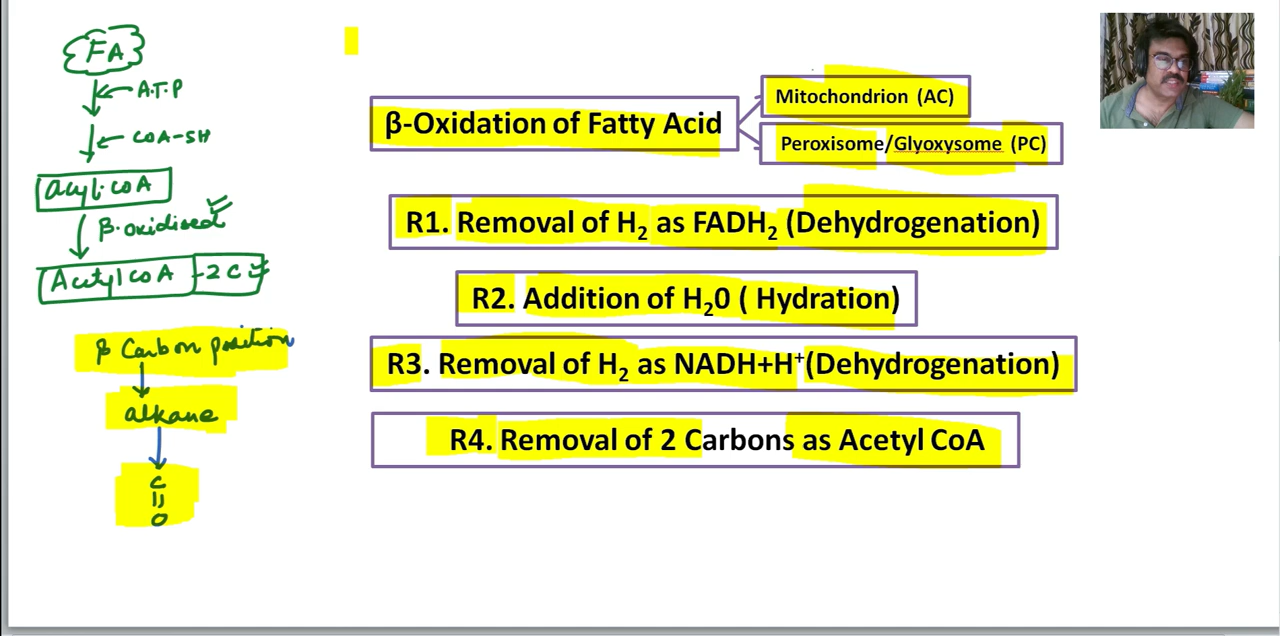 FA
A.T.P
COA-SH
acyl.coA
β.oxidised
Acetyl coA -2C
β Carbon position
alkane
C
=
O
β-Oxidation of Fatty Acid
Mitochondrion (AC)
Peroxisome/Glyoxysome (PC)
R1. Removal of H₂ as FADH₂ (Dehydrogenation)
R2. Addition of H₂0 ( Hydration)
R3. Removal of H₂ as NADH+H⁺(Dehydrogenation)
R4. Removal of 2 Carbons as Acetyl CoA